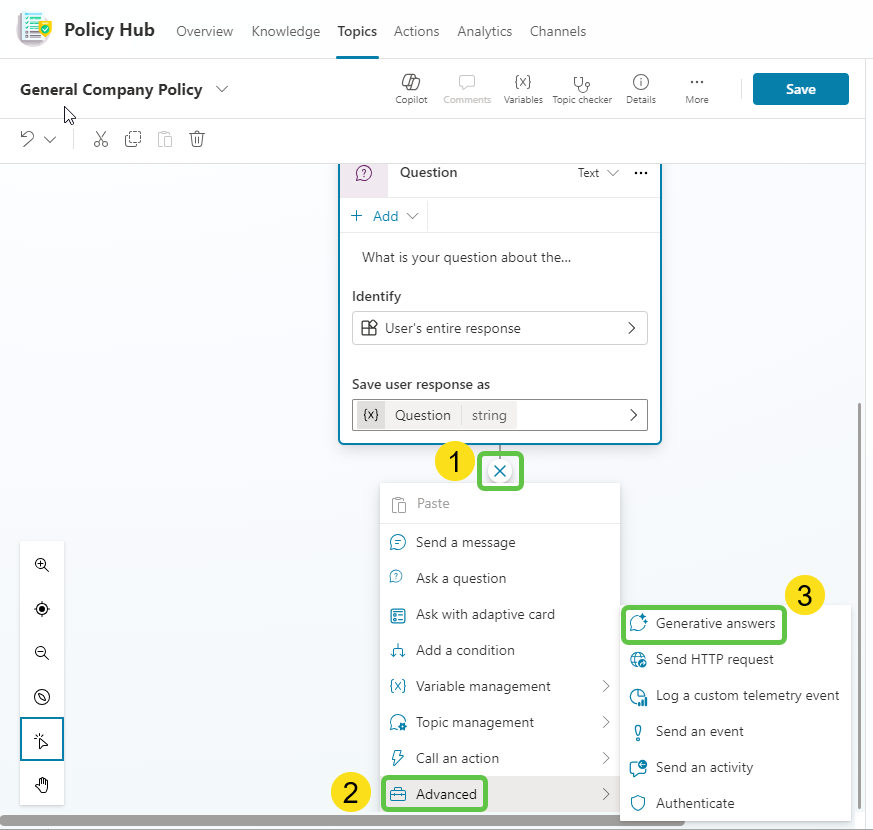 Policy Hub Overview Knowledge Topics Actions Analytics Channels
General Company Policy
Copilot Comments {x} Variables Topic checker Details More
Save
Question Text
+ Add
What is your question about the...
Identify
User's entire response
Save user response as
{x} Question string
1
Paste
Send a message
Ask a question
Ask with adaptive card
Add a condition
{x} Variable management
Topic management
Call an action
2 Advanced
3
Generative answers
Send HTTP request
Log a custom telemetry event
Send an event
Send an activity
Authenticate